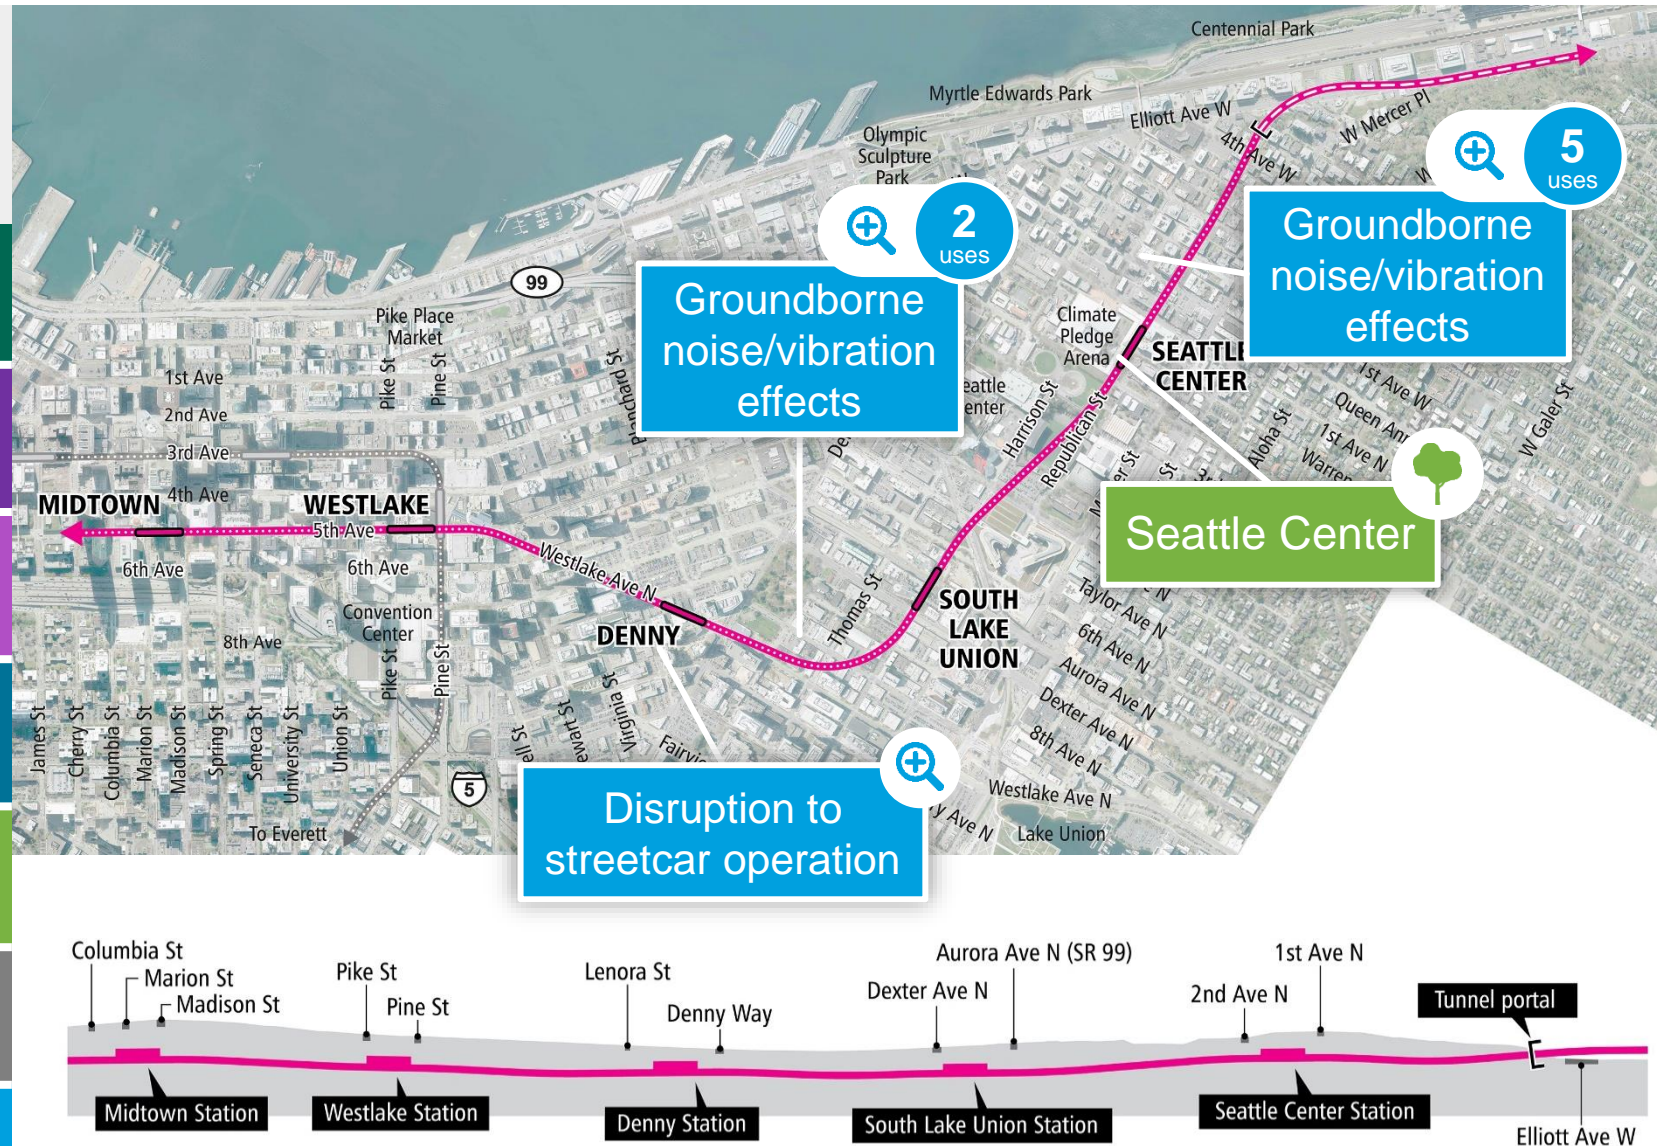 Centennial Park
Myrtle Edwards Park
Elliott Ave W
W Mercer Pl
Olympic
Sculpture
Park
4th Ave W
5
uses
2
uses
Groundborne
noise/vibration
effects
Groundborne
noise/vibration
effects
99
Pike Place
Market
Climate
Pledge
Arena
SEATTLE
CENTER
1st Ave
2nd Ave
3rd Ave
4th Ave
5th Ave
6th Ave
6th Ave
8th Ave
Pike St
Pine St
Harrison St
Republican St
1st Ave W
1st Ave N
Aloha St
W Galer St
MIDTOWN
WESTLAKE
Westlake Ave N
Seattle Center
Convention
Center
Pike St
Pine St
DENNY
Thomas St
SOUTH
LAKE
UNION
Taylor Ave N
6th Ave N
Aurora Ave N
Dexter Ave N
8th Ave N
Westlake Ave N
Lake Union
James St
Cherry St
Columbia St
Marion St
Madison St
Spring St
Seneca St
University St
Union St
Virginia St
5
To Everett
Disruption to
streetcar operation
Columbia St
Marion St
Madison St
Pike St
Pine St
Lenora St
Denny Way
Dexter Ave N
Aurora Ave N (SR 99)
2nd Ave N
1st Ave N
Tunnel portal
Midtown Station
Westlake Station
Denny Station
South Lake Union Station
Seattle Center Station
Elliott Ave W